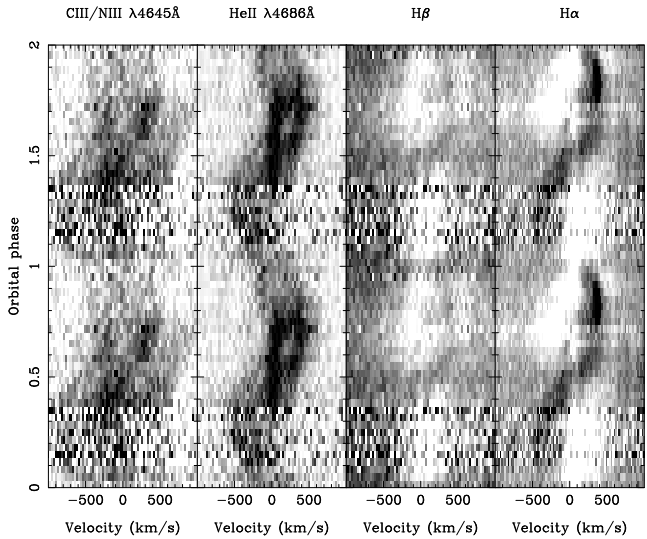 CIII/NIII λ4645Å HeII λ4686Å Hβ Hα
2
1.5
1
0.5
0
Orbital phase
−500 0 500 −500 0 500 −500 0 500 −500 0 500
Velocity (km/s) Velocity (km/s) Velocity (km/s) Velocity (km/s)